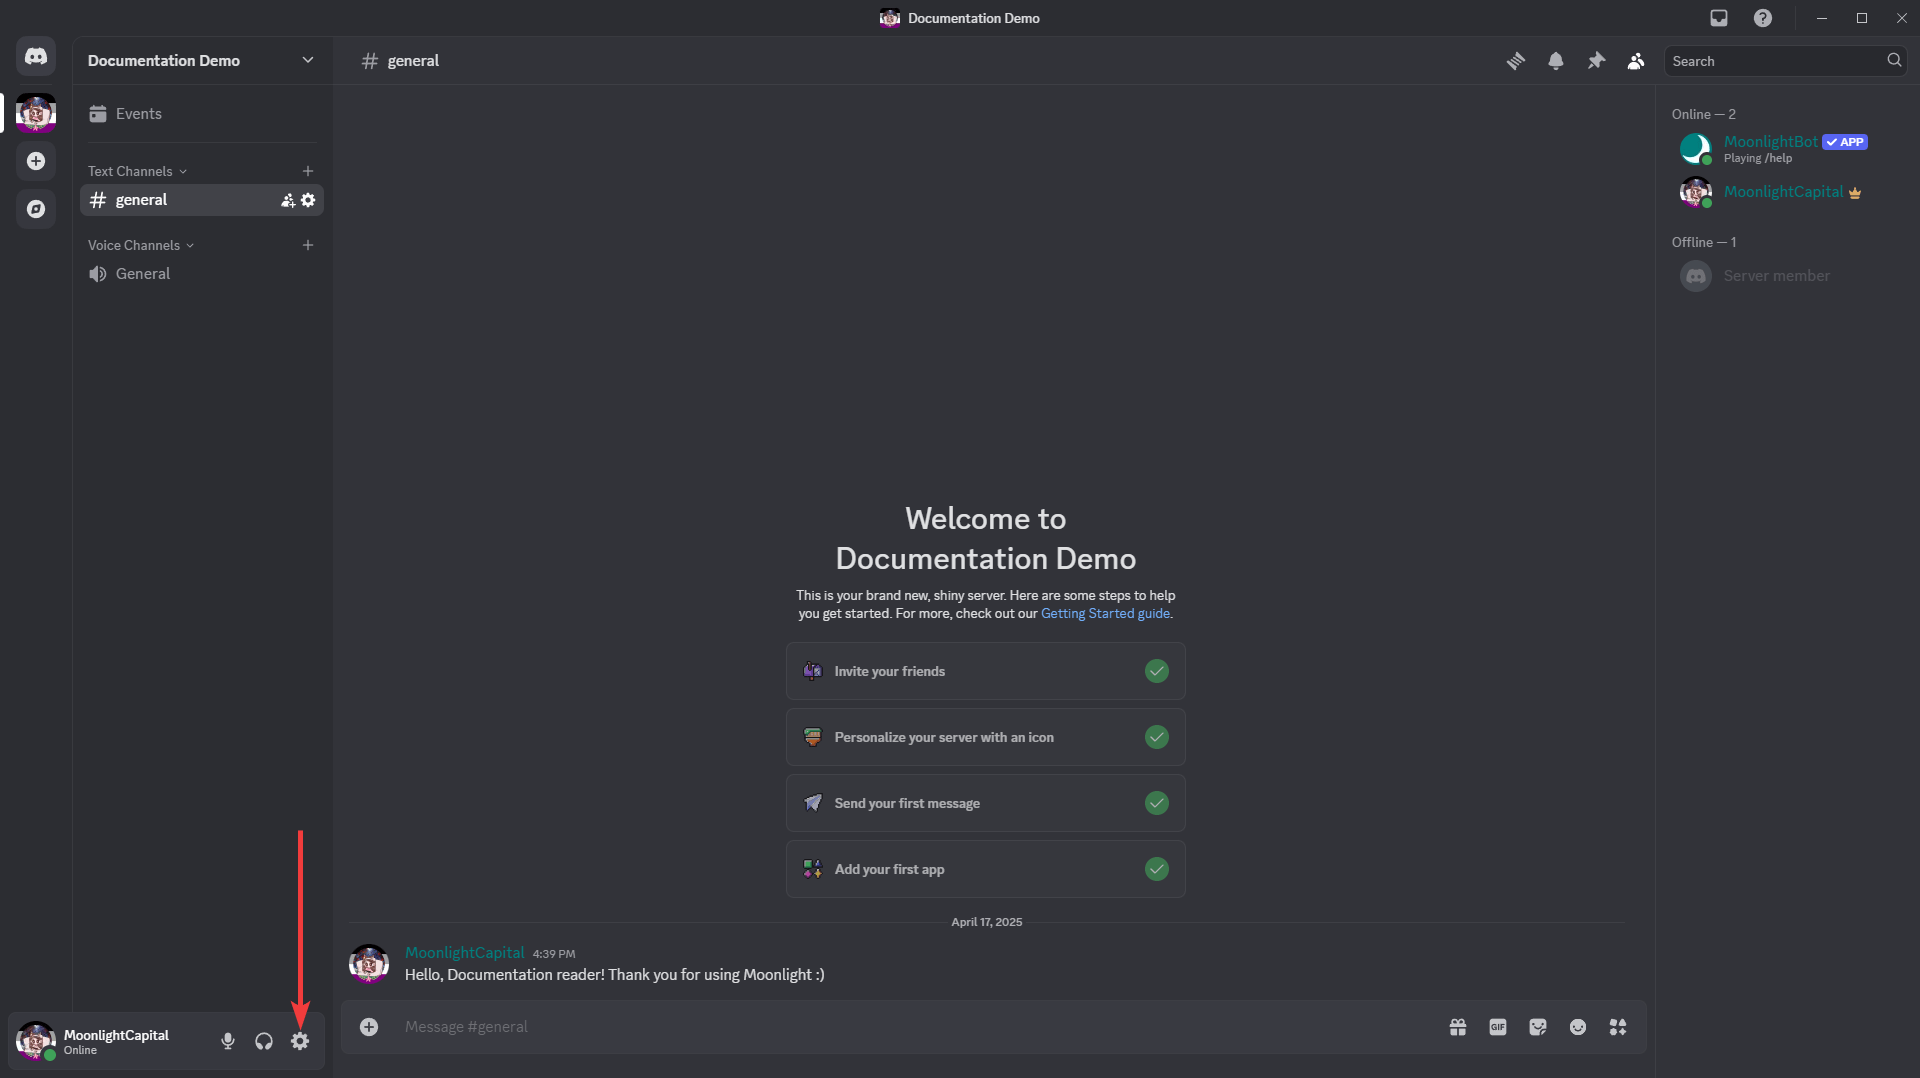 Documentation Demo
Documentation Demo
general
Search
Events
Text Channels
general
Voice Channels
General
Welcome to
Documentation Demo
This is your brand new, shiny server. Here are some steps to help
you get started. For more, check out our Getting Started guide.
Invite your friends
Personalize your server with an icon
Send your first message
Add your first app
April 17, 2025
MoonlightCapital 4:39 PM
Hello, Documentation reader! Thank you for using Moonlight :)
Message #general
GIF
MoonlightCapital
Online
Online — 2
MoonlightBot APP
Playing /help
MoonlightCapital
Offline — 1
Server member